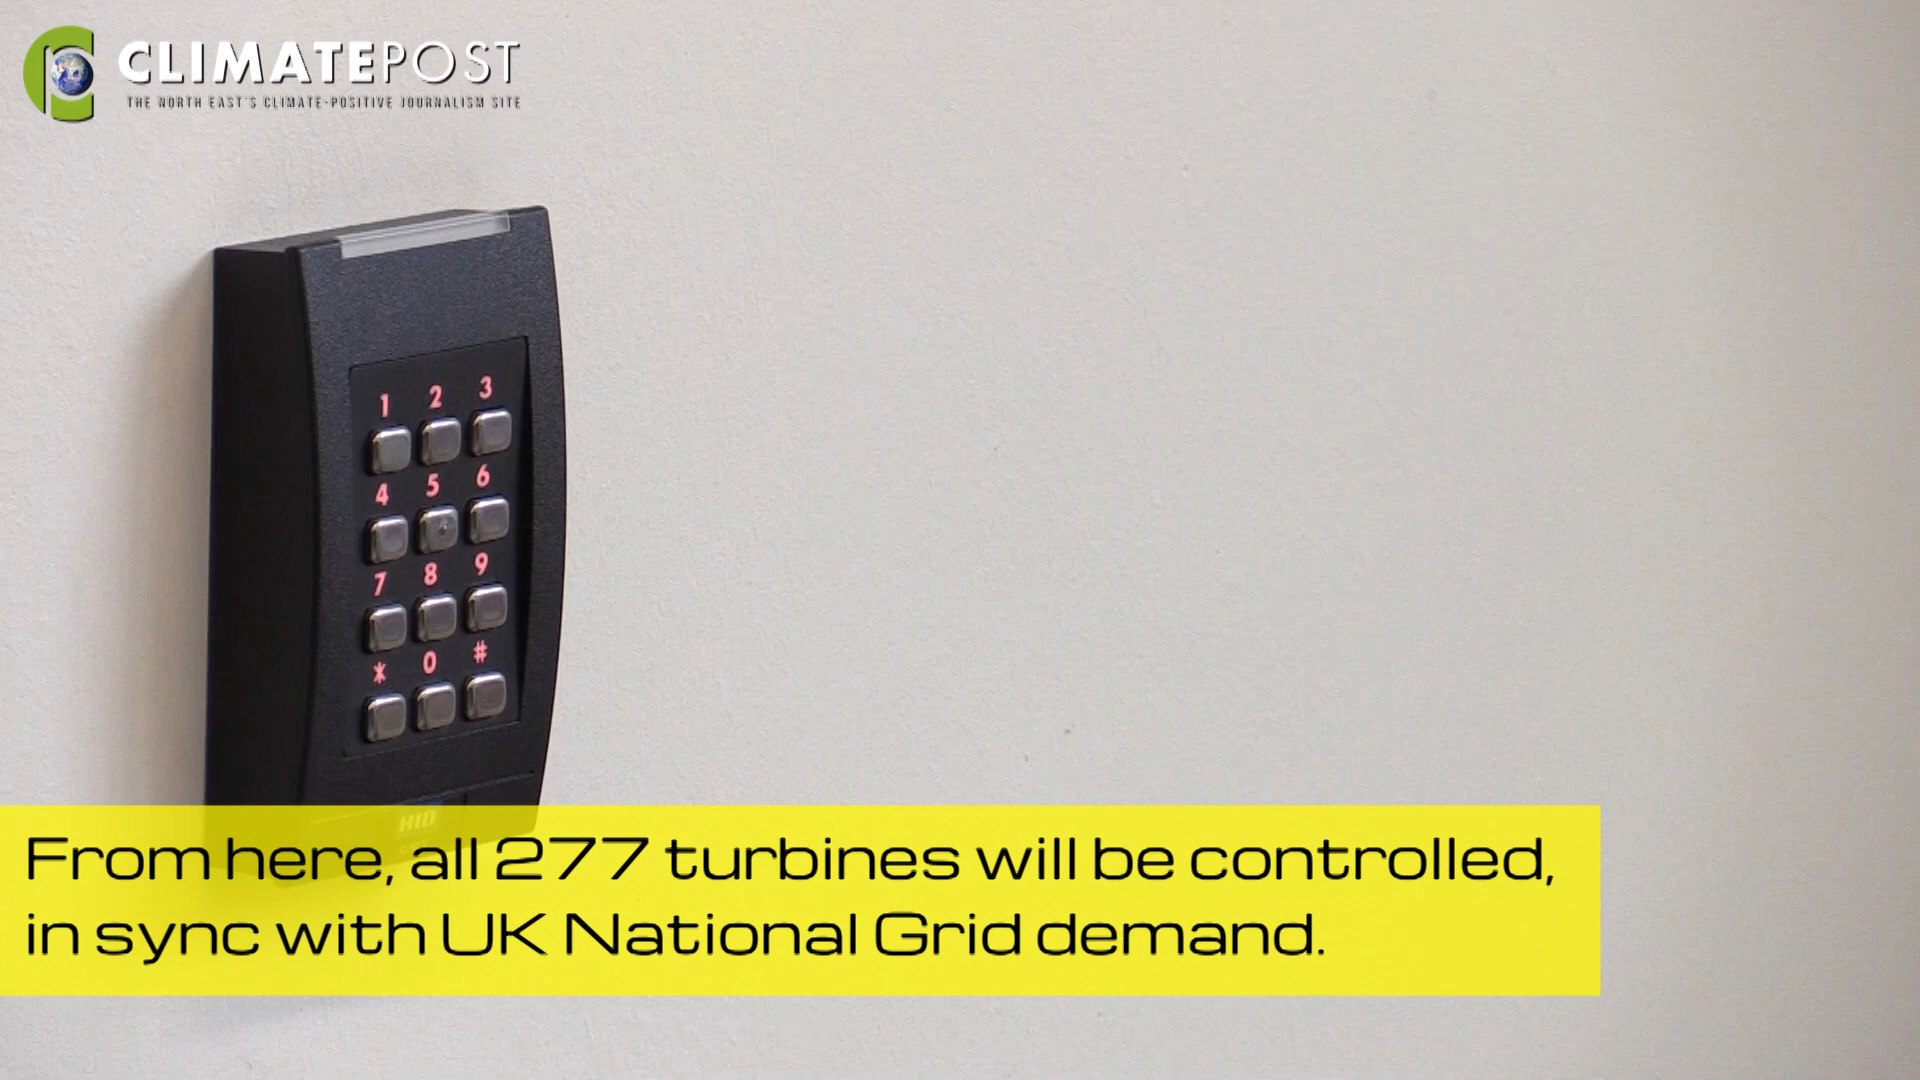 CLIMATEPOST
THE NORTH EAST'S CLIMATE-POSITIVE JOURNALISM SITE
1 2 3
4 5 6
7 8 9
* 0 #
HID
From here, all 277 turbines will be controlled,
in sync with UK National Grid demand.